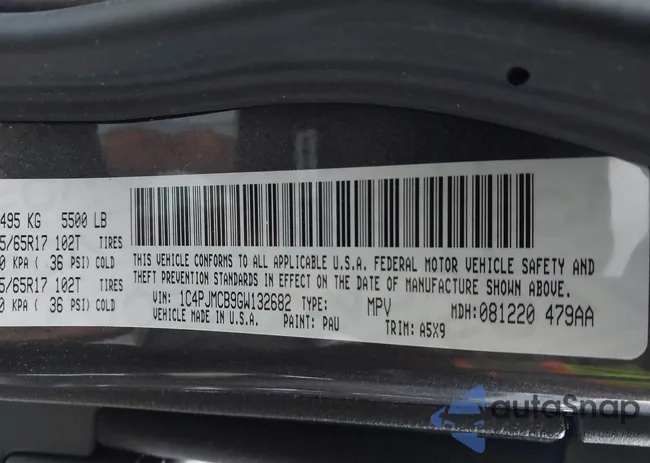 495 KG 5500 LB
5/65R17 102T TIRES
0 KPA ( 36 PSI) COLD
5/65R17 102T TIRES
0 KPA ( 36 PSI) COLD
THIS VEHICLE CONFORMS TO ALL APPLICABLE U.S.A. FEDERAL MOTOR VEHICLE SAFETY AND
THEFT PREVENTION STANDARDS IN EFFECT ON THE DATE OF MANUFACTURE SHOWN ABOVE.
VIN: 1C4PJMCB9GW132682 TYPE: MPV MDH: 081220 479AA
VEHICLE MADE IN U.S.A. PAINT: PAU TRIM: A5X9
autoSnap